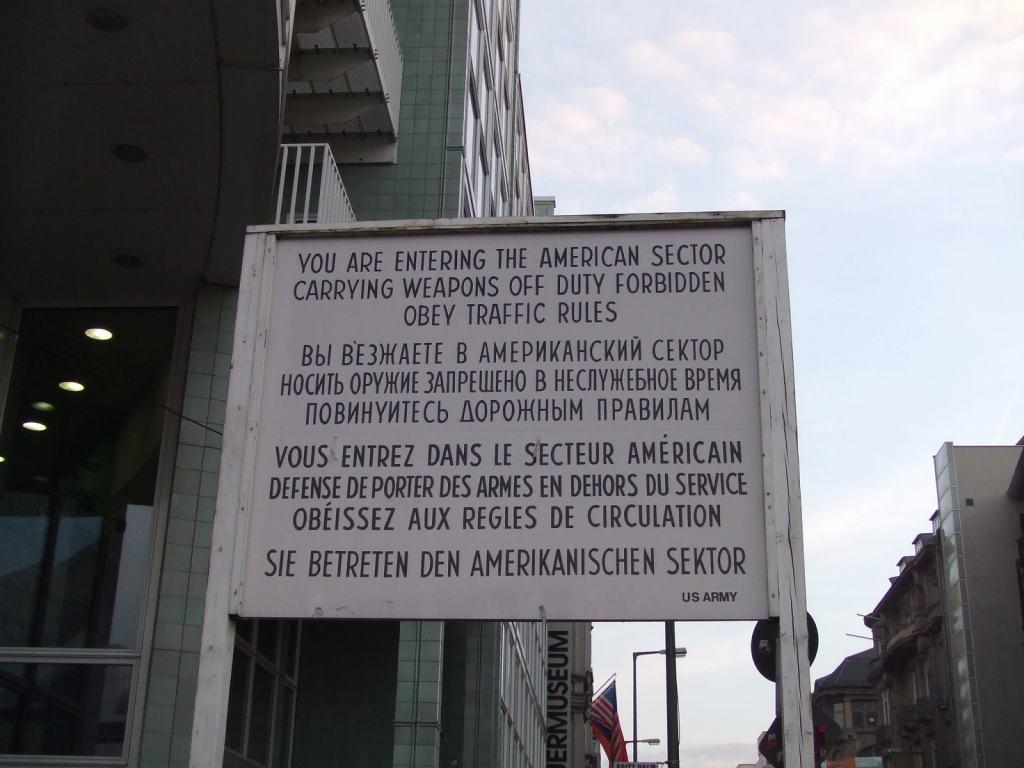 YOU ARE ENTERING THE AMERICAN SECTOR
CARRYING WEAPONS OFF DUTY FORBIDDEN
OBEY TRAFFIC RULES
ВЫ ВЪЕЗЖАЕТЕ В АМЕРИКАНСКИЙ СЕКТОР
НОСИТЬ ОРУЖИЕ ЗАПРЕЩЕНО В НЕСЛУЖЕБНОЕ ВРЕМЯ
ПОВИНУИТЕСЬ ДОРОЖНЫМ ПРАВИЛАМ
VOUS ENTREZ DANS LE SECTEUR AMÉRICAIN
DEFENSE DE PORTER DES ARMES EN DEHORS DU SERVICE
OBÉISSEZ AUX REGLES DE CIRCULATION
SIE BETRETEN DEN AMERIKANISCHEN SEKTOR
US ARMY
UERMUSEUM